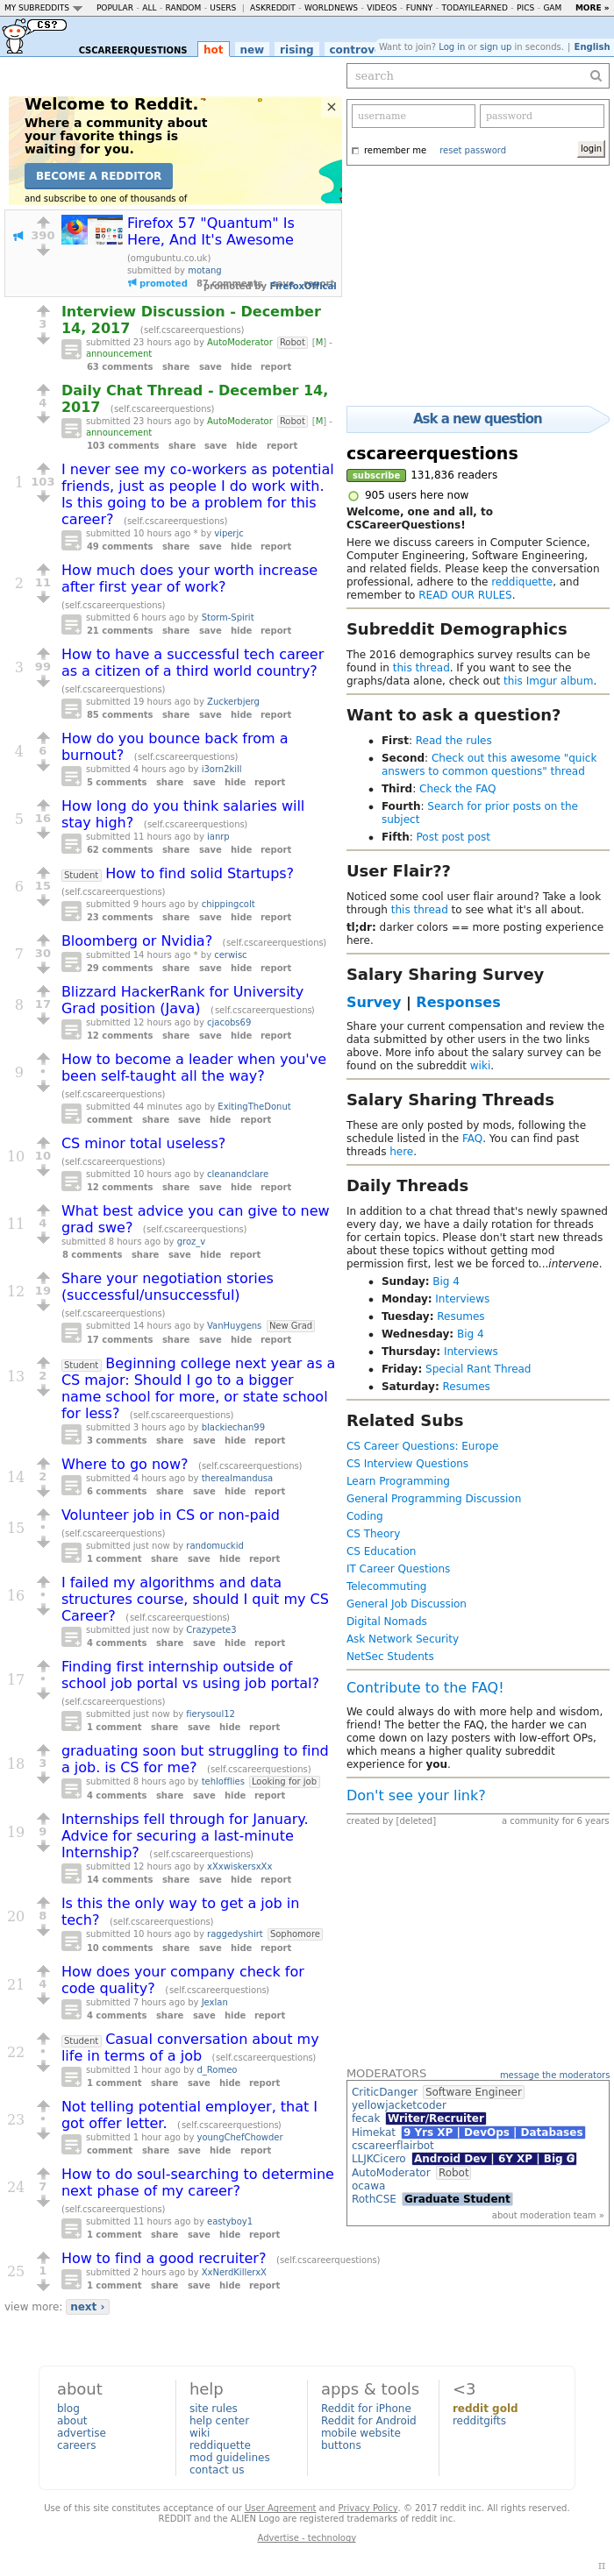 MY SUBREDDITS POPULAR - ALL - RANDOM - USERS | ASKREDDIT - WORLDNEWS - VIDEOS - FUNNY - TODAYILEARNED - PICS - GAM MORE »
CS?
CSCAREERQUESTIONS hot new rising controv
Want to join? Log in or sign up in seconds. | English
Welcome to Reddit.
Where a community about
your favorite things is
waiting for you.
×
BECOME A REDDITOR
and subscribe to one of thousands of
390
Firefox 57 "Quantum" Is
Here, And It's Awesome
(omgubuntu.co.uk)
submitted by motang
promoted 87 comments save report
promoted by FirefoxOffical
3
Interview Discussion - December
14, 2017 (self.cscareerquestions)
submitted 23 hours ago by AutoModerator Robot [M] -
announcement
63 comments share save hide report
4
Daily Chat Thread - December 14,
2017 (self.cscareerquestions)
submitted 23 hours ago by AutoModerator Robot [M] -
announcement
103 comments share save hide report
1 103
I never see my co-workers as potential
friends, just as people I do work with.
Is this going to be a problem for this
career? (self.cscareerquestions)
submitted 10 hours ago * by viperjc
49 comments share save hide report
2 11
How much does your worth increase
after first year of work?
(self.cscareerquestions)
submitted 6 hours ago by Storm-Spirit
21 comments share save hide report
3 99
How to have a successful tech career
as a citizen of a third world country?
(self.cscareerquestions)
submitted 19 hours ago by Zuckerbjerg
85 comments share save hide report
4 6
How do you bounce back from a
burnout? (self.cscareerquestions)
submitted 4 hours ago by i3orn2kill
5 comments share save hide report
5 16
How long do you think salaries will
stay high? (self.cscareerquestions)
submitted 11 hours ago by ianrp
62 comments share save hide report
6 15
Student How to find solid Startups?
(self.cscareerquestions)
submitted 9 hours ago by chippingcolt
23 comments share save hide report
7 30
Bloomberg or Nvidia? (self.cscareerquestions)
submitted 14 hours ago * by cerwisc
29 comments share save hide report
8 17
Blizzard HackerRank for University
Grad position (Java) (self.cscareerquestions)
submitted 12 hours ago by cjacobs69
12 comments share save hide report
9 •
How to become a leader when you've
been self-taught all the way?
(self.cscareerquestions)
submitted 44 minutes ago by ExitingTheDonut
comment share save hide report
10 10
CS minor total useless?
(self.cscareerquestions)
submitted 10 hours ago by cleanandclare
12 comments share save hide report
11 4
What best advice you can give to new
grad swe? (self.cscareerquestions)
submitted 8 hours ago by groz_v
8 comments share save hide report
12 19
Share your negotiation stories
(successful/unsuccessful)
(self.cscareerquestions)
submitted 14 hours ago by VanHuygens New Grad
17 comments share save hide report
13 2
Student Beginning college next year as a
CS major: Should I go to a bigger
name school for more, or state school
for less? (self.cscareerquestions)
submitted 3 hours ago by blackiechan99
3 comments share save hide report
14 2
Where to go now? (self.cscareerquestions)
submitted 4 hours ago by therealmandusa
6 comments share save hide report
15 •
Volunteer job in CS or non-paid
(self.cscareerquestions)
submitted just now by randomuckid
1 comment share save hide report
16 •
I failed my algorithms and data
structures course, should I quit my CS
Career? (self.cscareerquestions)
submitted just now by Crazypete3
4 comments share save hide report
17 •
Finding first internship outside of
school job portal vs using job portal?
(self.cscareerquestions)
submitted just now by fierysoul12
1 comment share save hide report
18 3
graduating soon but struggling to find
a job. is CS for me? (self.cscareerquestions)
submitted 8 hours ago by tehlofflies Looking for job
4 comments share save hide report
19 9
Internships fell through for January.
Advice for securing a last-minute
Internship? (self.cscareerquestions)
submitted 12 hours ago by xXxwiskersxXx
14 comments share save hide report
20 8
Is this the only way to get a job in
tech? (self.cscareerquestions)
submitted 10 hours ago by raggedyshirt Sophomore
10 comments share save hide report
21 4
How does your company check for
code quality? (self.cscareerquestions)
submitted 7 hours ago by Jexlan
4 comments share save hide report
22 •
Student Casual conversation about my
life in terms of a job (self.cscareerquestions)
submitted 1 hour ago by d_Romeo
1 comment share save hide report
23 •
Not telling potential employer, that I
got offer letter. (self.cscareerquestions)
submitted 1 hour ago by youngChefChowder
comment share save hide report
24 7
How to do soul-searching to determine
next phase of my career?
(self.cscareerquestions)
submitted 11 hours ago by eastyboy1
1 comment share save hide report
25 1
How to find a good recruiter? (self.cscareerquestions)
submitted 2 hours ago by XxNerdKillerxX
1 comment share save hide report
view more: next ›
search
username password
remember me reset password login
Ask a new question
cscareerquestions
subscribe 131,836 readers
905 users here now
Welcome, one and all, to
CSCareerQuestions!
Here we discuss careers in Computer Science,
Computer Engineering, Software Engineering,
and related fields. Please keep the conversation
professional, adhere to the reddiquette, and
remember to READ OUR RULES.
Subreddit Demographics
The 2016 demographics survey results can be
found in this thread. If you want to see the
graphs/data alone, check out this Imgur album.
Want to ask a question?
• First: Read the rules
• Second: Check out this awesome "quick
answers to common questions" thread
• Third: Check the FAQ
• Fourth: Search for prior posts on the
subject
• Fifth: Post post post
User Flair??
Noticed some cool user flair around? Take a look
through this thread to see what it's all about.
tl;dr: darker colors == more posting experience
here.
Salary Sharing Survey
Survey | Responses
Share your current compensation and review the
data submitted by other users in the two links
above. More info about the salary survey can be
found on the subreddit wiki.
Salary Sharing Threads
These are only posted by mods, following the
schedule listed in the FAQ. You can find past
threads here.
Daily Threads
In addition to a chat thread that's newly spawned
every day, we have a daily rotation for threads
for certain topics. Please don't start new threads
about these topics without getting mod
permission first, lest we be forced to...intervene.
• Sunday: Big 4
• Monday: Interviews
• Tuesday: Resumes
• Wednesday: Big 4
• Thursday: Interviews
• Friday: Special Rant Thread
• Saturday: Resumes
Related Subs
CS Career Questions: Europe
CS Interview Questions
Learn Programming
General Programming Discussion
Coding
CS Theory
CS Education
IT Career Questions
Telecommuting
General Job Discussion
Digital Nomads
Ask Network Security
NetSec Students
Contribute to the FAQ!
We could always do with more help and wisdom,
friend! The better the FAQ, the harder we can
come down on lazy posters with low-effort OPs,
which means a higher quality subreddit
experience for you.
Don't see your link?
created by [deleted] a community for 6 years
MODERATORS message the moderators
CriticDanger Software Engineer
yellowjacketcoder
fecak Writer/Recruiter
Himekat 9 Yrs XP | DevOps | Databases
cscareerflairbot
LLJKCicero Android Dev | 6Y XP | Big G
AutoModerator Robot
ocawa
RothCSE Graduate Student
about moderation team »
about
blog
about
advertise
careers
help
site rules
help center
wiki
reddiquette
mod guidelines
contact us
apps & tools
Reddit for iPhone
Reddit for Android
mobile website
buttons
<3
reddit gold
redditgifts
Use of this site constitutes acceptance of our User Agreement and Privacy Policy. © 2017 reddit inc. All rights reserved.
REDDIT and the ALIEN Logo are registered trademarks of reddit inc.
Advertise - technology
π